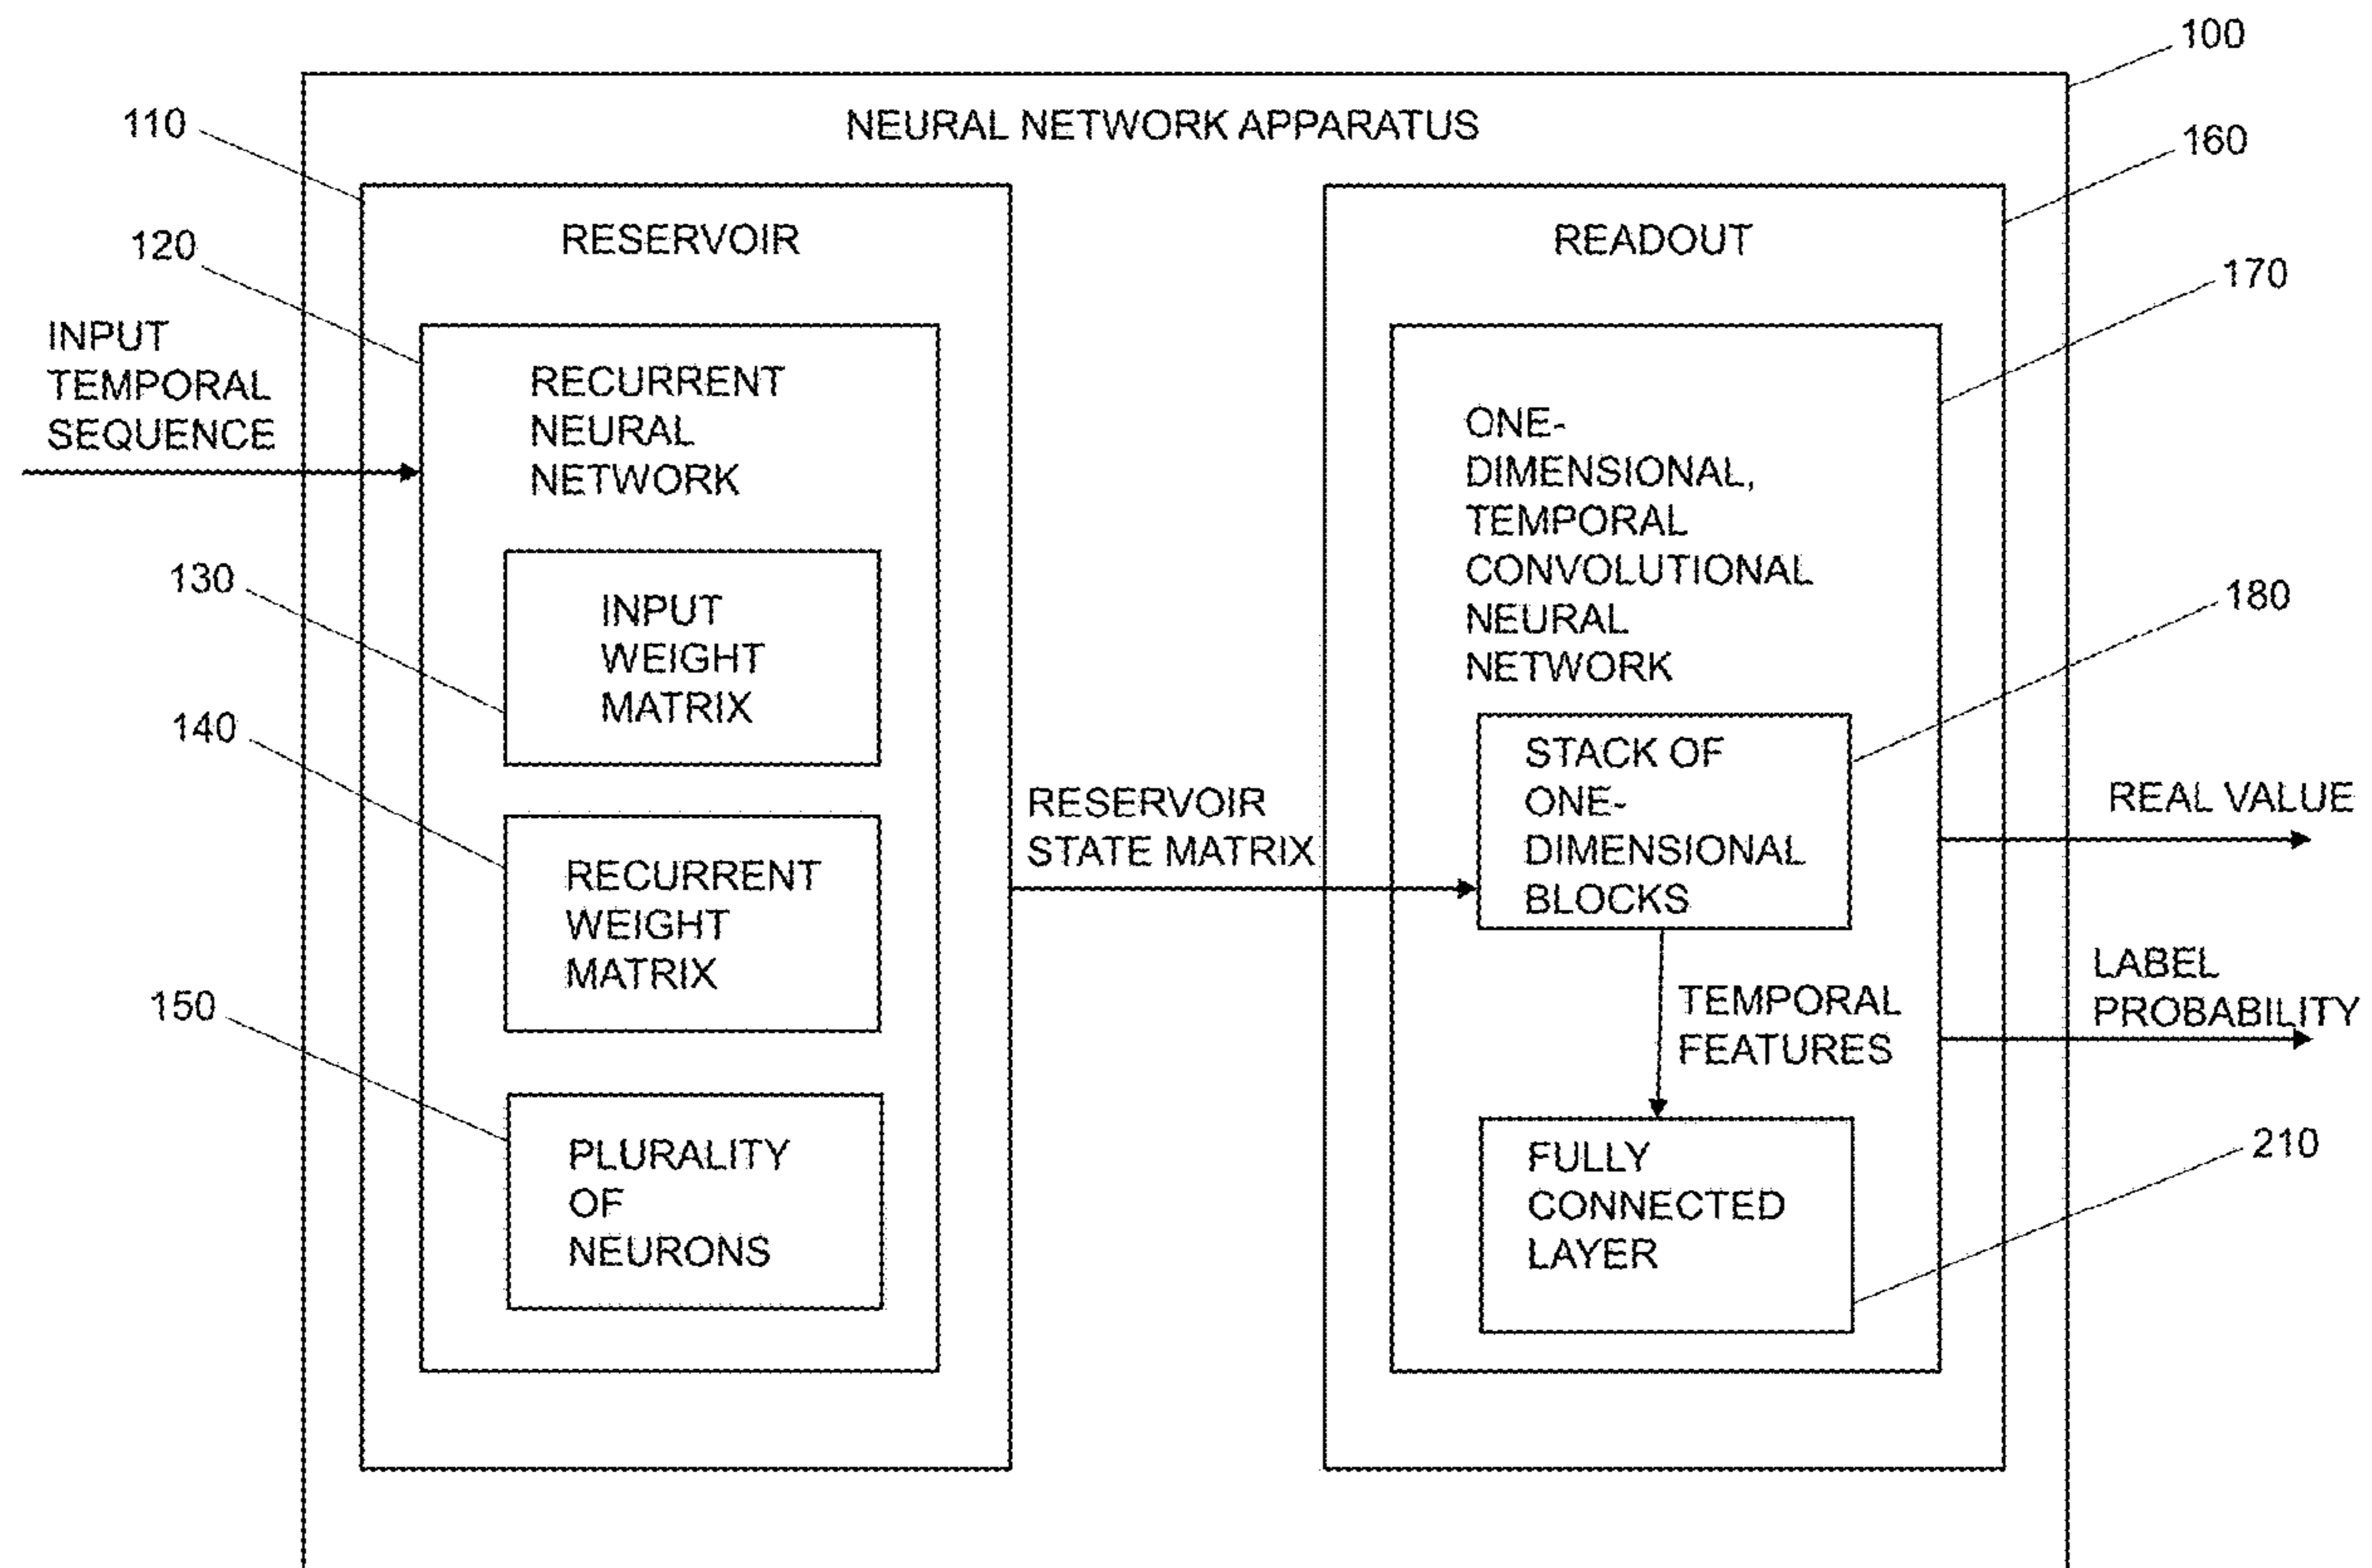 100
NEURAL NETWORK APPARATUS
110
160
RESERVOIR
READOUT
120
170
INPUT
TEMPORAL
SEQUENCE
RECURRENT
NEURAL
NETWORK
ONE-
DIMENSIONAL,
TEMPORAL
CONVOLUTIONAL
NEURAL
NETWORK
130
INPUT
WEIGHT
MATRIX
180
140
STACK OF
ONE-
DIMENSIONAL
BLOCKS
RESERVOIR
STATE MATRIX
REAL VALUE
RECURRENT
WEIGHT
MATRIX
LABEL
PROBABILITY
150
TEMPORAL
FEATURES
PLURALITY
OF
NEURONS
FULLY
CONNECTED
LAYER
210